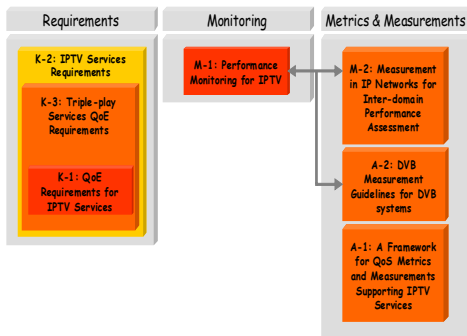 Requirements
K-2: IPTV Services
Requirements
K-3: Triple-play
Services QoE
Requirements
K-1: QoE
Requirements for
IPTV Services
Monitoring
M-1: Performance
Monitoring for IPTV
Metrics & Measurements
M-2: Measurement
in IP Networks for
Inter-domain
Performance
Assessment
A-2: DVB
Measurement
Guidelines for DVB
systems
A-1: A Framework
for QoS Metrics
and Measurements
Supporting IPTV
Services